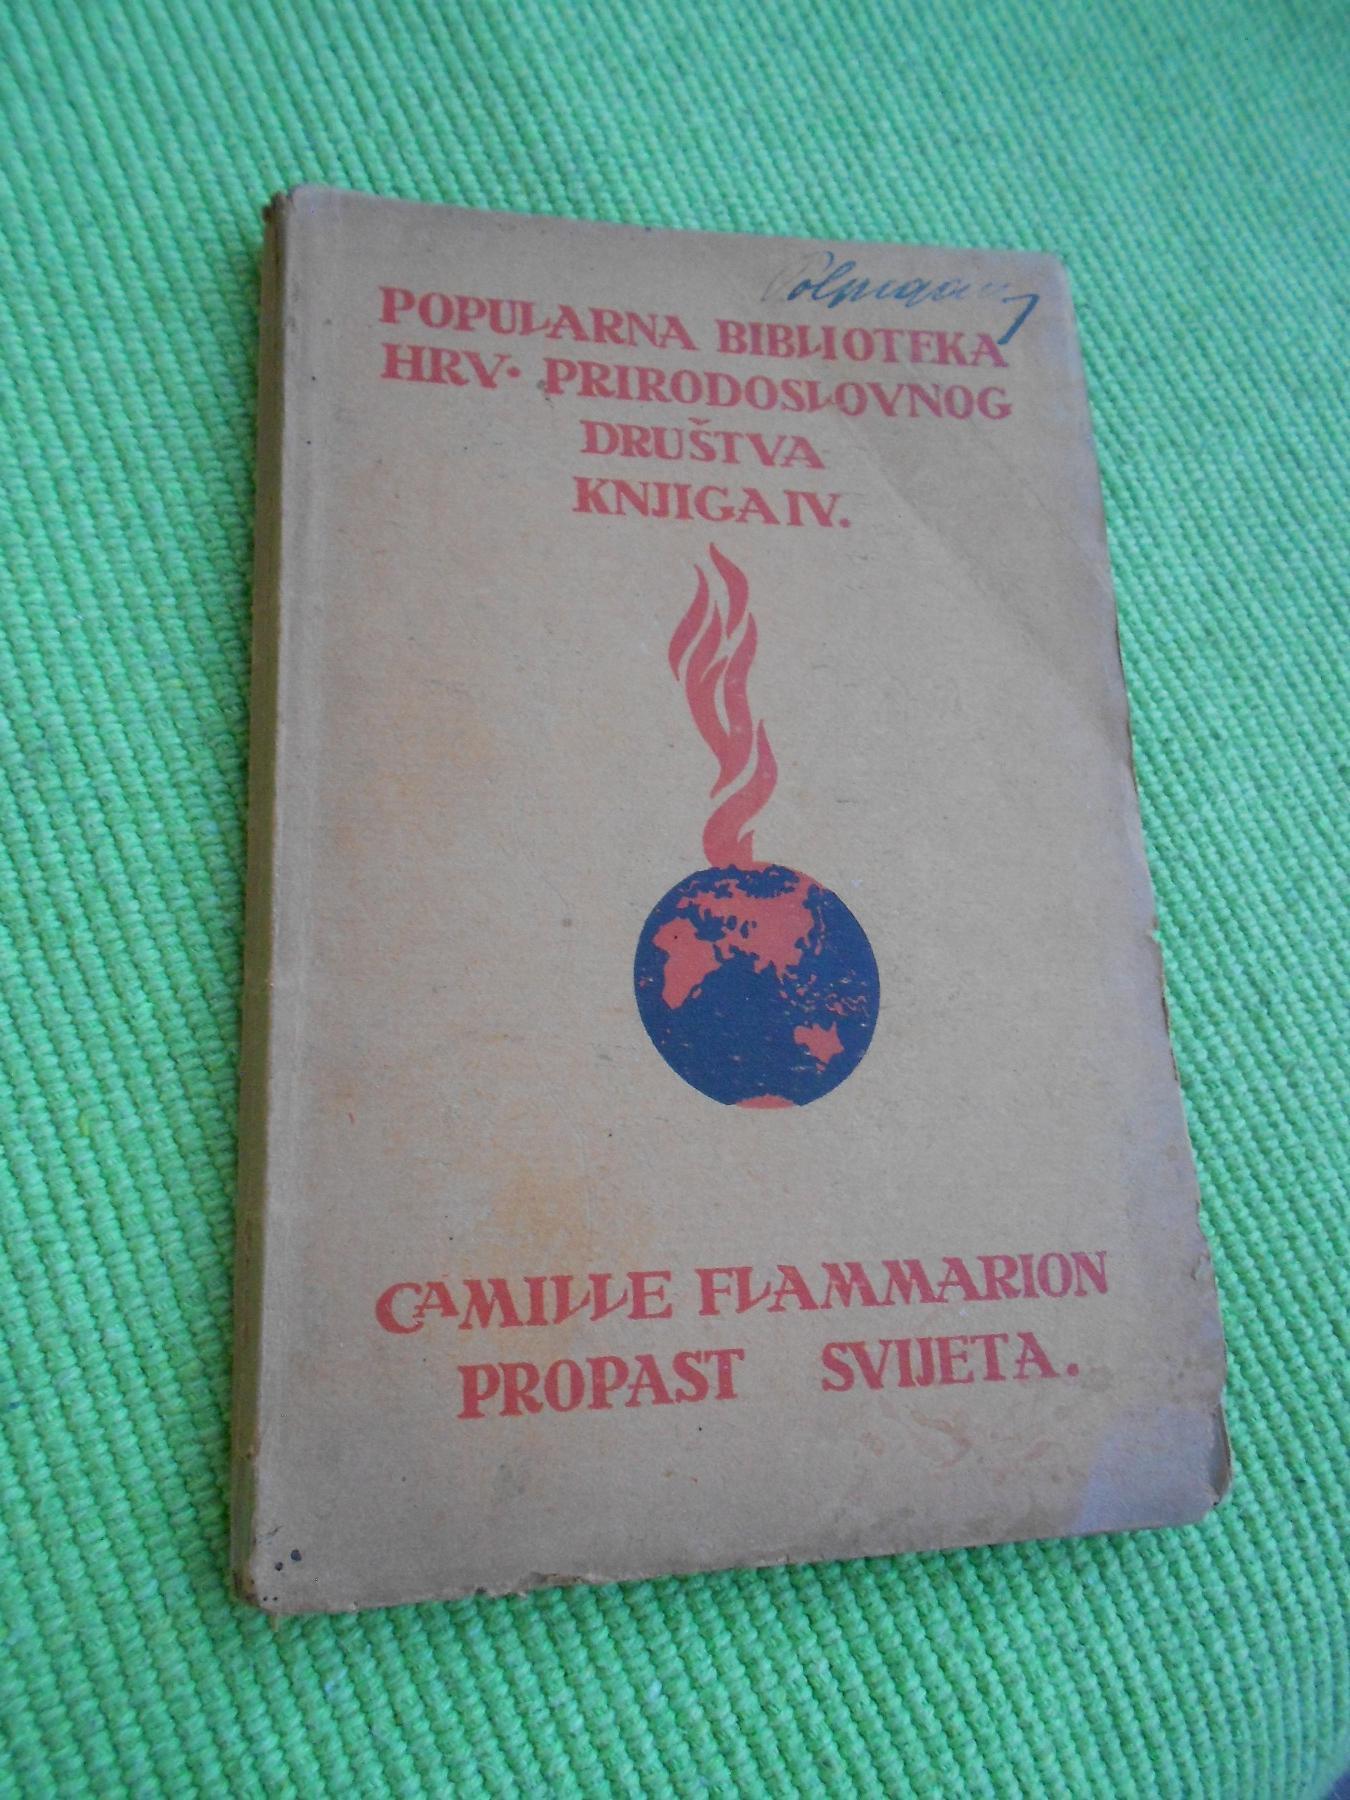 POPULARNA BIBLIOTEKA
HRV. PRIRODOSLOVNOG
DRUŠTVA
KNJIGA IV.
CAMILLE FLAMMARION
PROPAST SVIJETA.